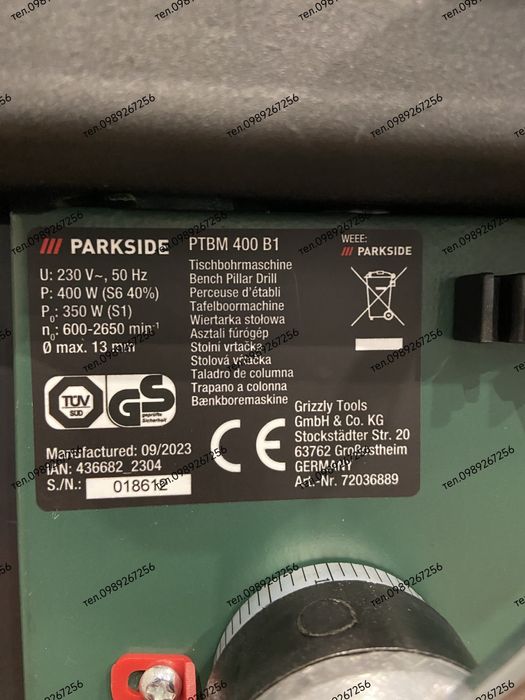 PARKSIDE
PTBM 400 B1
WEEE:
PARKSIDE
U: 230 V~, 50 Hz
P: 400 W (S6 40%)
P0: 350 W (S1)
n0: 600-2650 min-1
Ø max. 13 mm
Tischbohrmaschine
Bench Pillar Drill
Perceuse d'établi
Tafelboormachine
Wiertarka stołowa
Asztali fúrógép
Stolní vrtačka
Stolová vŕtačka
Taladro de columna
Trapano a colonna
Bænkboremaskine
TÜV
SÜD
GS
geprüfte
Sicherheit
CE
Manufactured: 09/2023
IAN: 436682_2304
S./N.: 018612
Grizzly Tools
GmbH & Co. KG
Stockstädter Str. 20
63762 Großostheim
GERMANY
Art.-Nr. 72036889
тел.0989267256